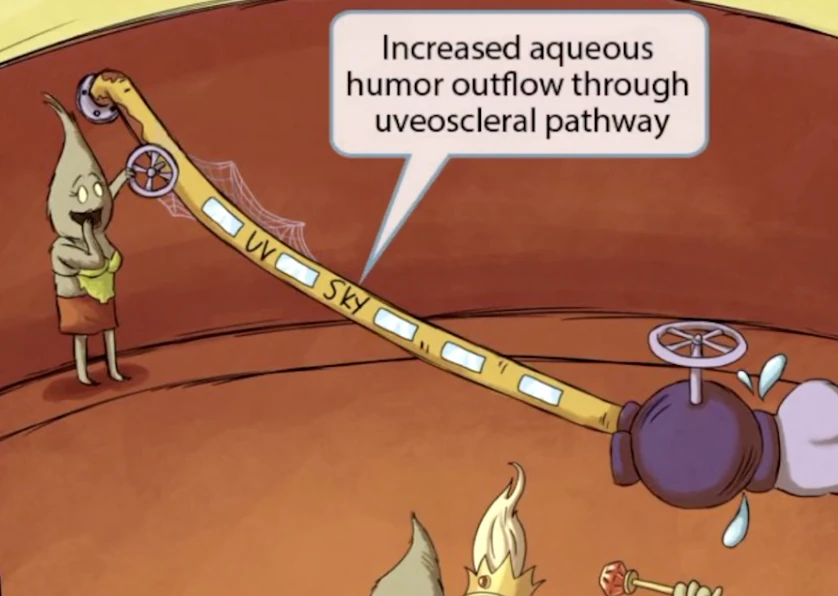 Increased aqueous
humor outflow through
uveoscleral pathway
UV
SKY